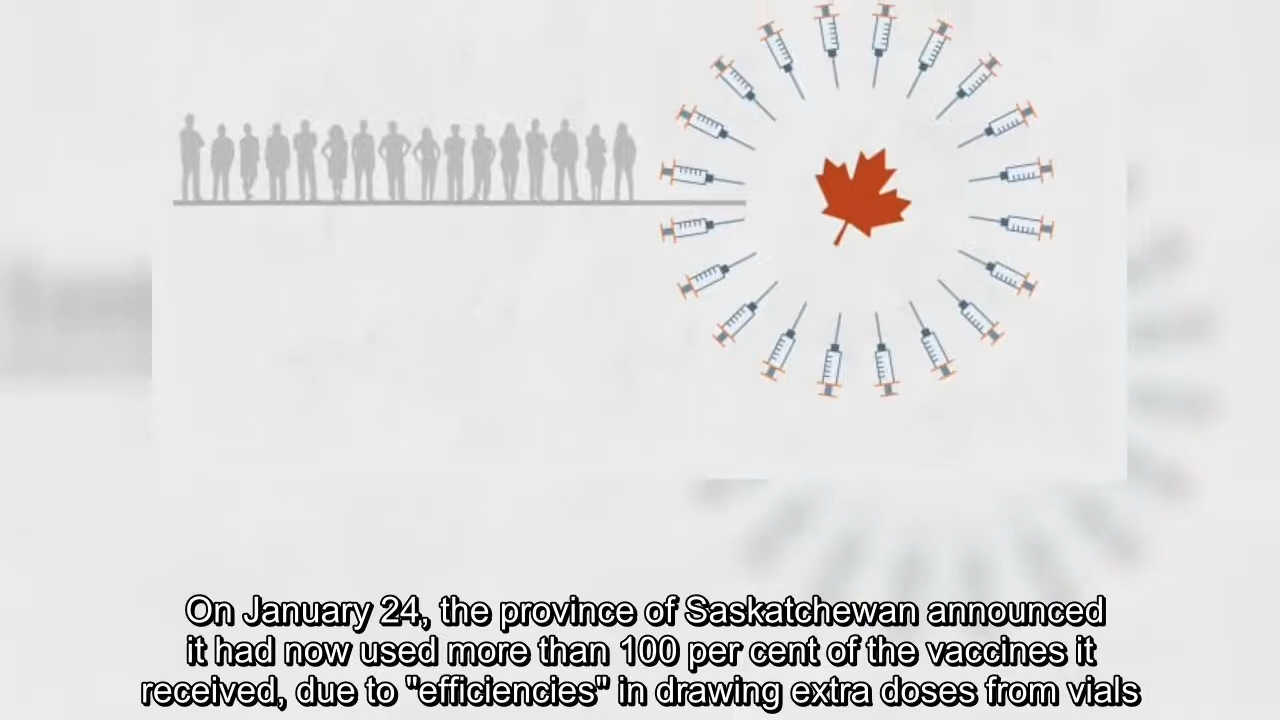 On January 24, the province of Saskatchewan announced
it had now used more than 100 per cent of the vaccines it
received, due to "efficiencies" in drawing extra doses from vials